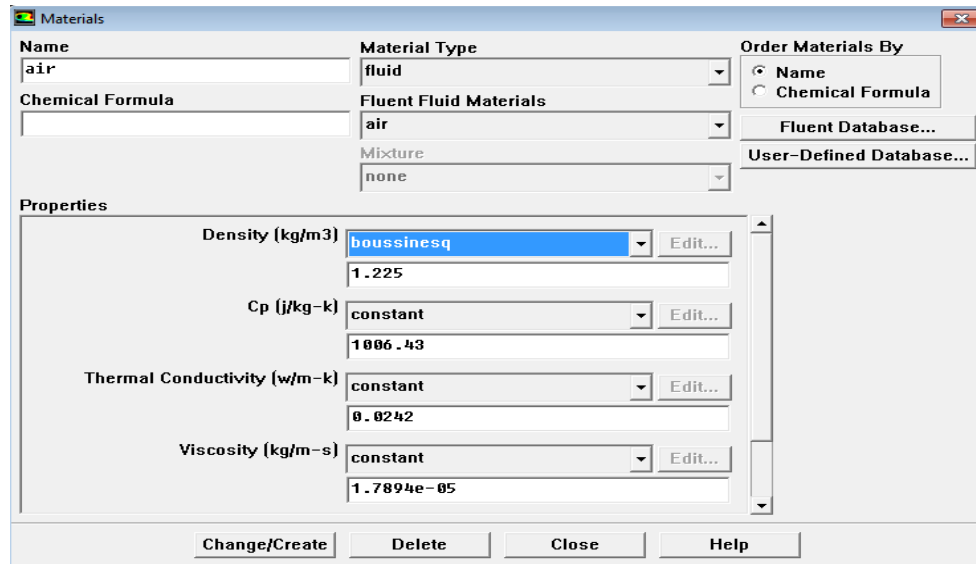 Materials
Name
air
Chemical Formula
Material Type
fluid
Fluent Fluid Materials
air
Mixture
none
Order Materials By
Name
Chemical Formula
Fluent Database...
User-Defined Database...
Properties
Density (kg/m3) boussinesq Edit...
1.225
Cp (j/kg-k) constant Edit...
1006.43
Thermal Conductivity (w/m-k) constant Edit...
0.0242
Viscosity (kg/m-s) constant Edit...
1.7894e-05
Change/Create Delete Close Help